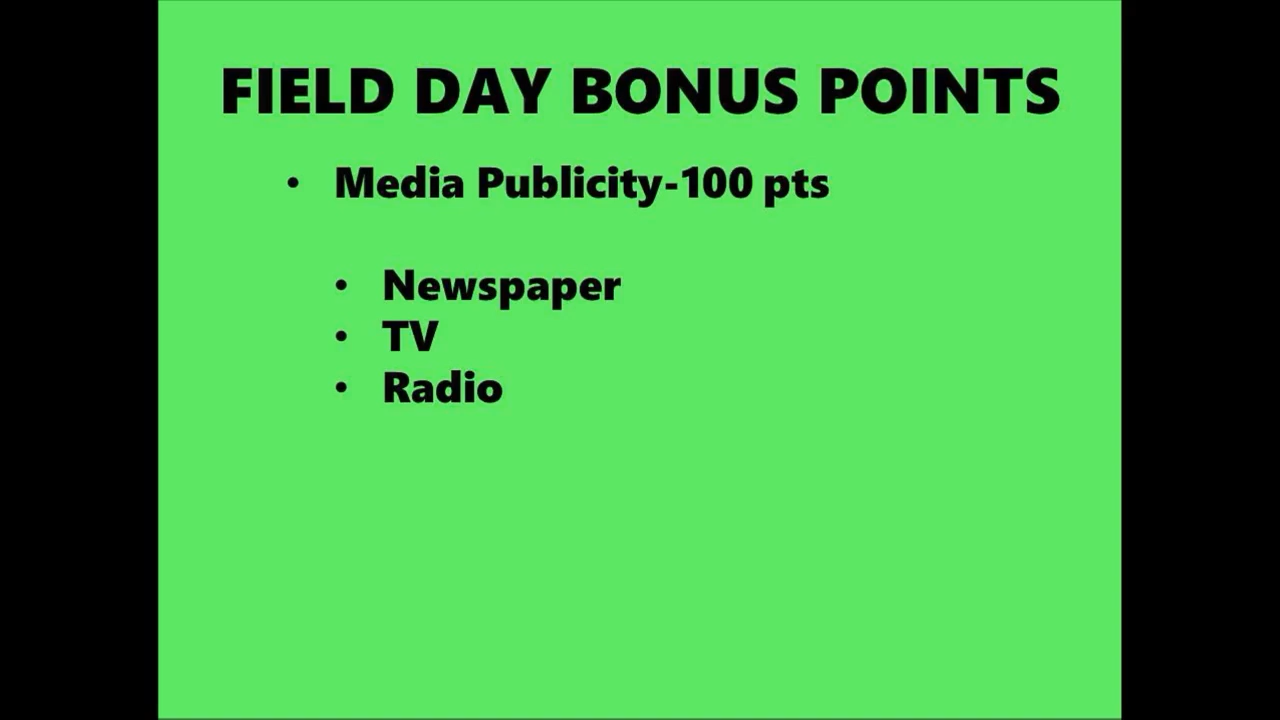 FIELD DAY BONUS POINTS
• Media Publicity-100 pts
• Newspaper
• TV
• Radio